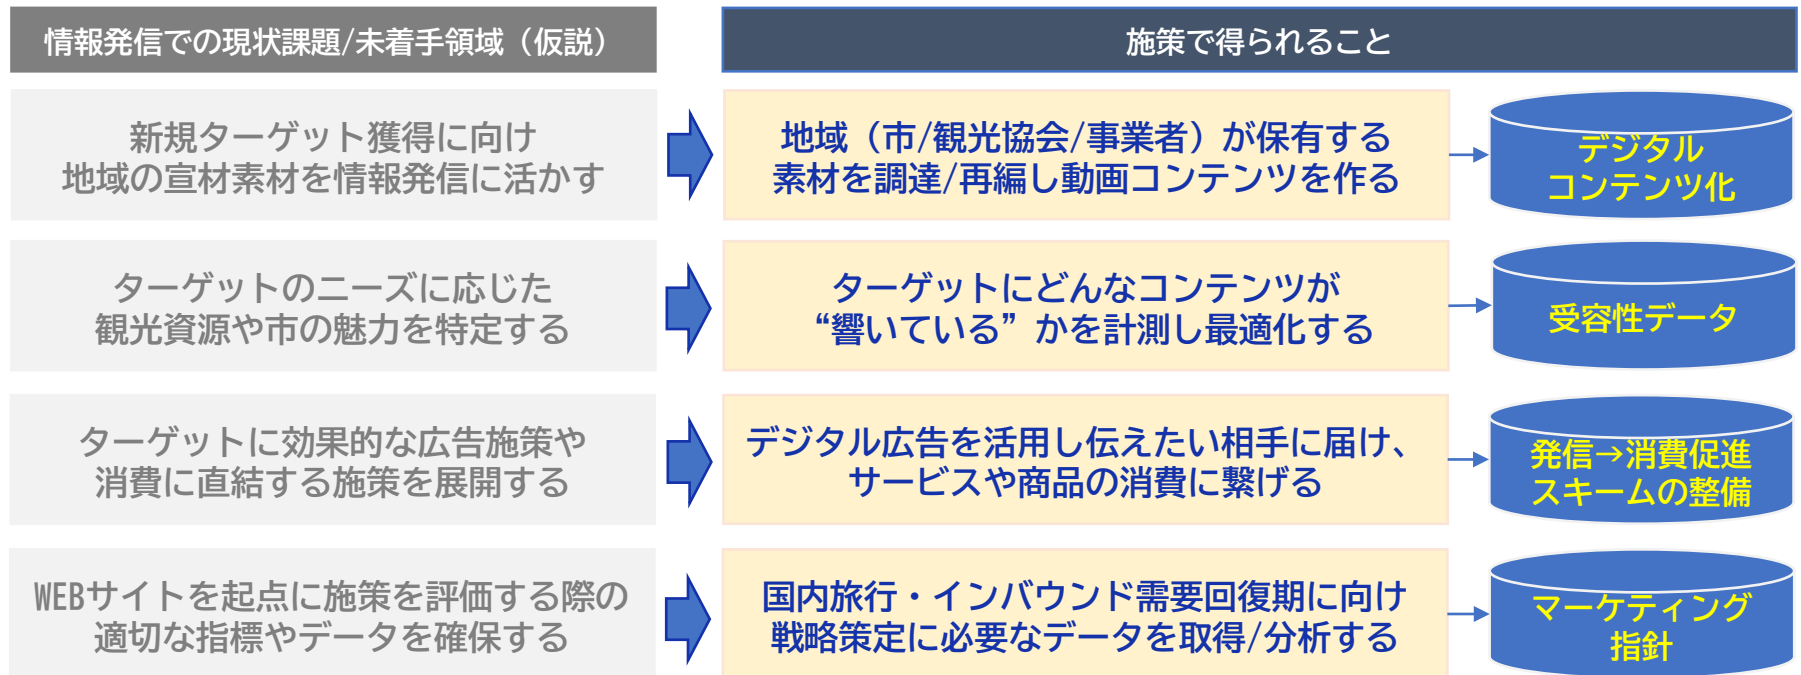 情報発信での現状課題/未着手領域（仮説）
施策で得られること
新規ターゲット獲得に向け
地域の宣材素材を情報発信に活かす
地域（市/観光協会/事業者）が保有する
素材を調達/再編し動画コンテンツを作る
デジタル
コンテンツ化
ターゲットのニーズに応じた
観光資源や市の魅力を特定する
ターゲットにどんなコンテンツが
“響いている”かを計測し最適化する
受容性データ
ターゲットに効果的な広告施策や
消費に直結する施策を展開する
デジタル広告を活用し伝えたい相手に届け、
サービスや商品の消費に繋げる
発信→消費促進
スキームの整備
WEBサイトを起点に施策を評価する際の
適切な指標やデータを確保する
国内旅行・インバウンド需要回復期に向け
戦略策定に必要なデータを取得/分析する
マーケティング
指針